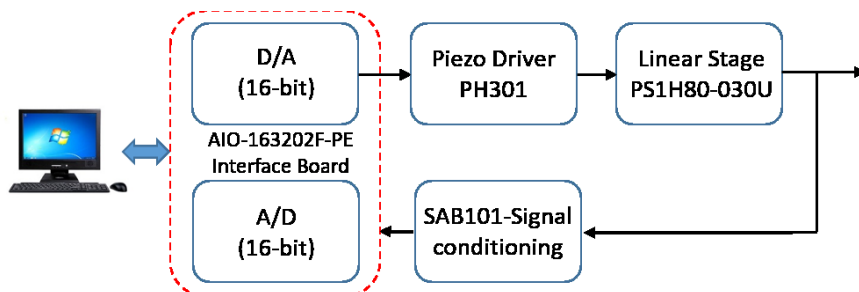 D/A
(16-bit)
Piezo Driver
PH301
Linear Stage
PS1H80-030U
AIO-163202F-PE
Interface Board
A/D
(16-bit)
SAB101-Signal
conditioning